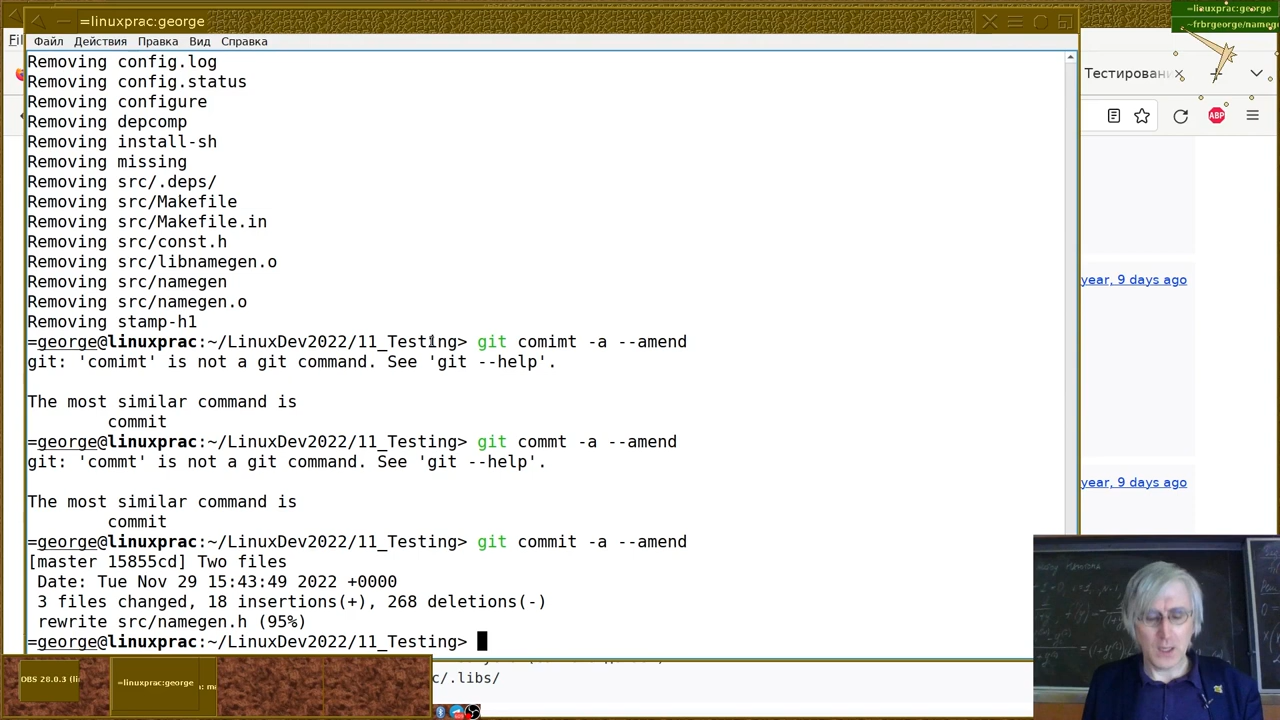 =linuxprac:george
~linuxprac:george
~frbrgeorge/nameg
Файл Действия Правка Вид Справка
Тестировани
ABP
Removing config.log
Removing config.status
Removing configure
Removing depcomp
Removing install-sh
Removing missing
Removing src/.deps/
Removing src/Makefile
Removing src/Makefile.in
Removing src/const.h
Removing src/libnamegen.o
year, 9 days ago
Removing src/namegen
Removing src/namegen.o
Removing stamp-h1
=george@linuxprac:~/LinuxDev2022/11_Testing> git comimt -a --amend
git: 'comimt' is not a git command. See 'git --help'.
The most similar command is
commit
=george@linuxprac:~/LinuxDev2022/11_Testing> git commt -a --amend
git: 'commt' is not a git command. See 'git --help'.
year, 9 days ago
The most similar command is
commit
=george@linuxprac:~/LinuxDev2022/11_Testing> git commit -a --amend
[master 15855cd] Two files
Date: Tue Nov 29 15:43:49 2022 +0000
3 files changed, 18 insertions(+), 268 deletions(-)
rewrite src/namegen.h (95%)
=george@linuxprac:~/LinuxDev2022/11_Testing>
OBS 28.0.3 (li
=linuxprac:george
c/.libs/